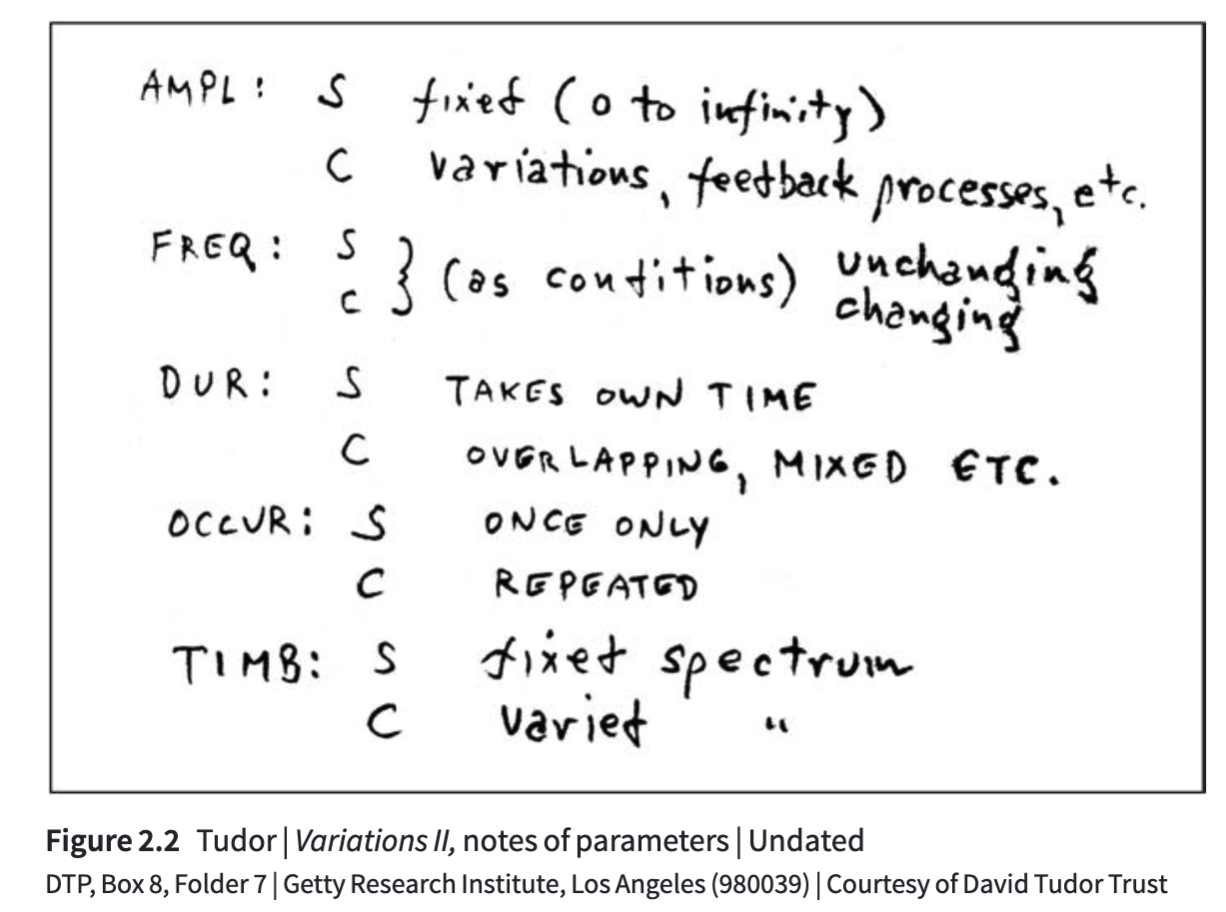 AMPL: S fixed (0 to infinity)
C variations, feedback processes, etc.
FREQ: S } (as conditions) unchanging
C changing
DUR: S TAKES OWN TIME
C OVERLAPPING, MIXED ETC.
OCCUR: S ONCE ONLY
C REPEATED
TIMB: S fixed spectrum
C varied "
Figure 2.2 Tudor | Variations II, notes of parameters | Undated
DTP, Box 8, Folder 7 | Getty Research Institute, Los Angeles (980039) | Courtesy of David Tudor Trust